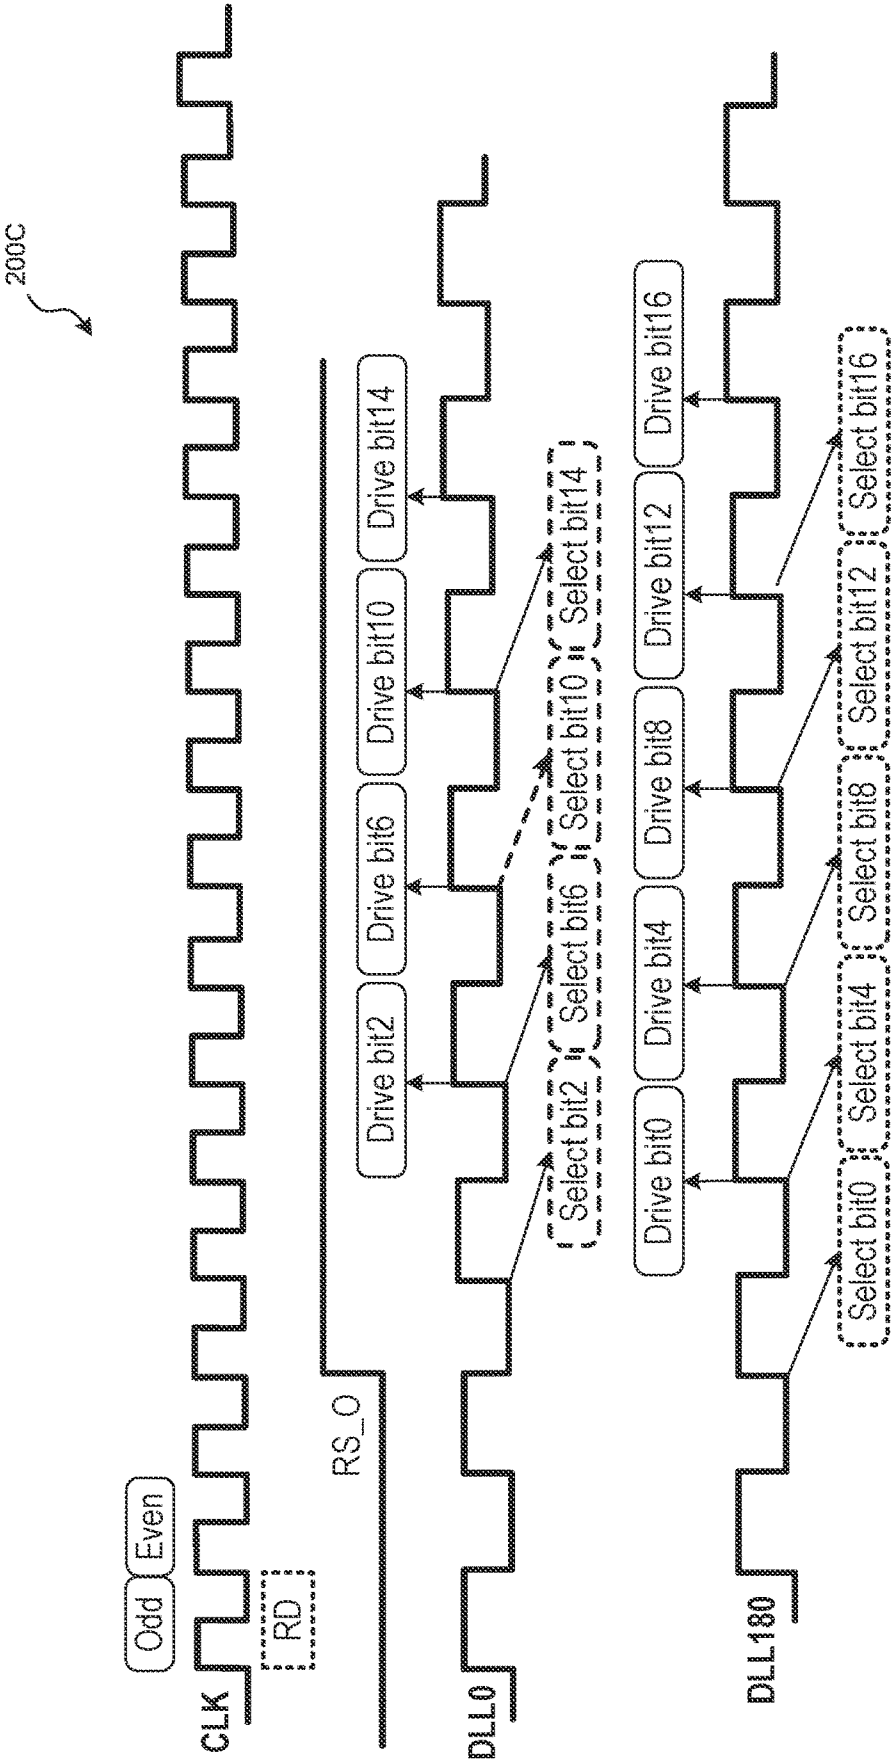 200C
Odd Even
CLK
RD
RS_O
Drive bit2 Drive bit6 Drive bit10 Drive bit14
DLL0
Select bit2 Select bit6 Select bit10 Select bit14
Drive bit0 Drive bit4 Drive bit8 Drive bit12 Drive bit16
DLL180
Select bit0 Select bit4 Select bit8 Select bit12 Select bit16